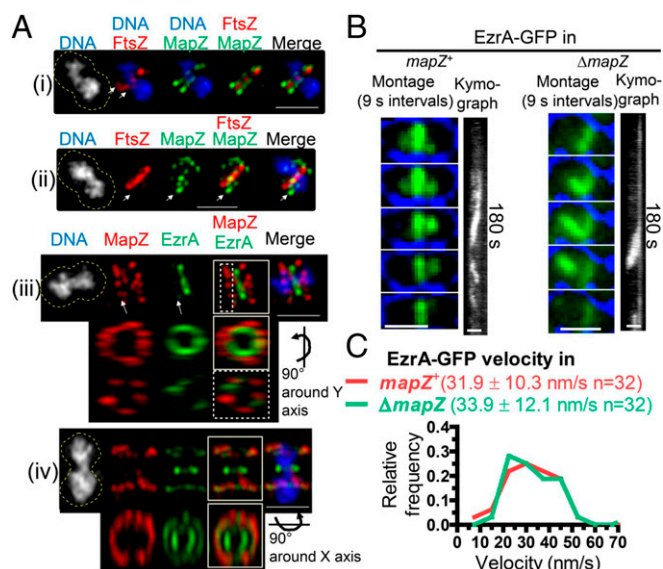 A
DNA DNA FtsZ
DNA FtsZ MapZ MapZ Merge
(i)
FtsZ
DNA FtsZ MapZ MapZ Merge
(ii)
MapZ
DNA MapZ EzrA EzrA Merge
(iii)
90°
around Y
axis
(iv)
90°
around X axis
B
EzrA-GFP in
mapZ+ ΔmapZ
Montage Kymo- Montage Kymo-
(9 s intervals) graph (9 s intervals) graph
180 s 180 s
C EzrA-GFP velocity in
mapZ+(31.9 ± 10.3 nm/s n=32)
ΔmapZ (33.9 ± 12.1 nm/s n=32)
Relative
frequency
0.4
0.3
0.2
0.1
0.0
0 10 20 30 40 50 60 70
Velocity (nm/s)